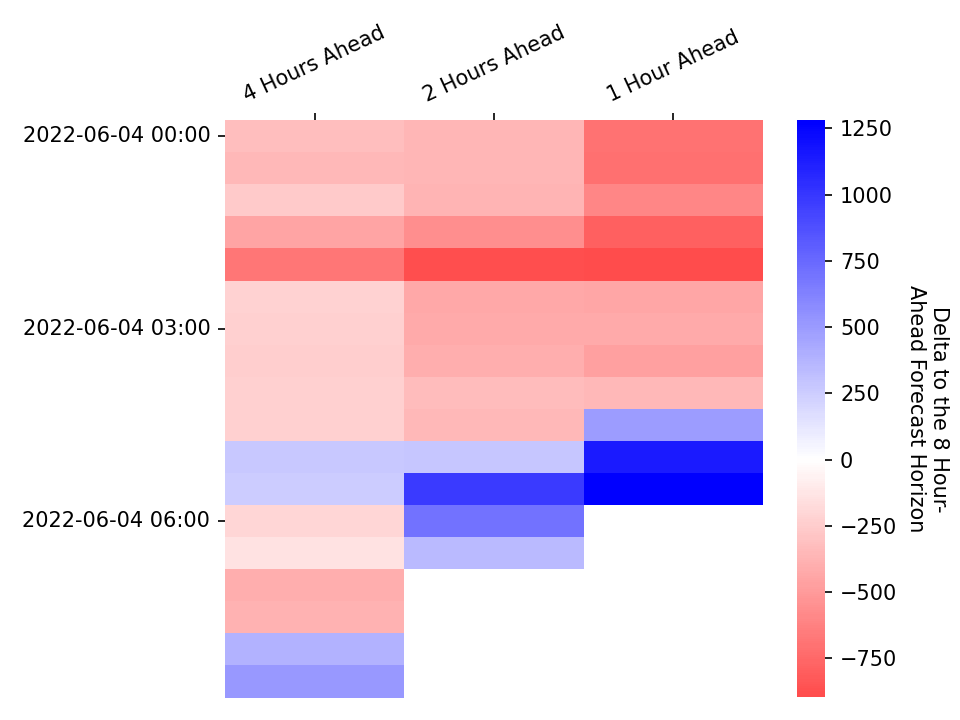 4 Hours Ahead
2 Hours Ahead
1 Hour Ahead
2022-06-04 00:00
2022-06-04 03:00
2022-06-04 06:00
1250
1000
750
500
250
0
−250
−500
−750
Delta to the 8 Hour-
Ahead Forecast Horizon